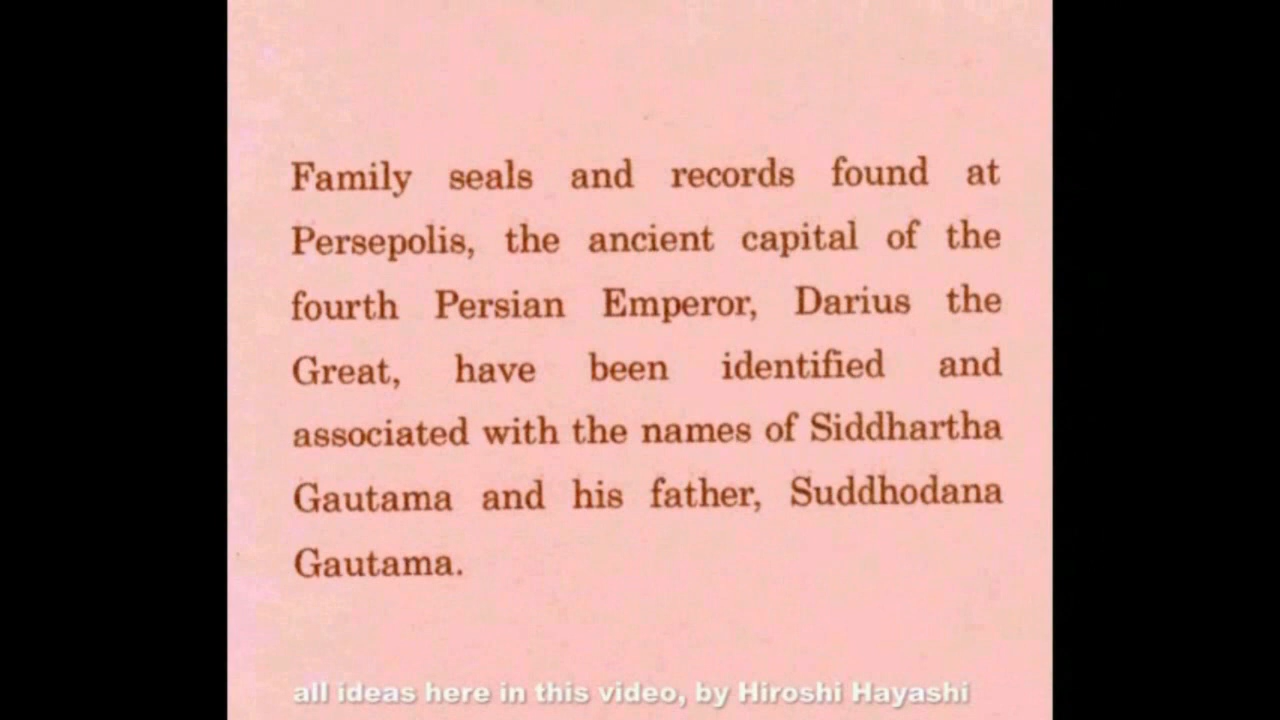 Family seals and records found at
Persepolis, the ancient capital of the
fourth Persian Emperor, Darius the
Great, have been identified and
associated with the names of Siddhartha
Gautama and his father, Suddhodana
Gautama.
all ideas here in this video, by Hiroshi Hayashi